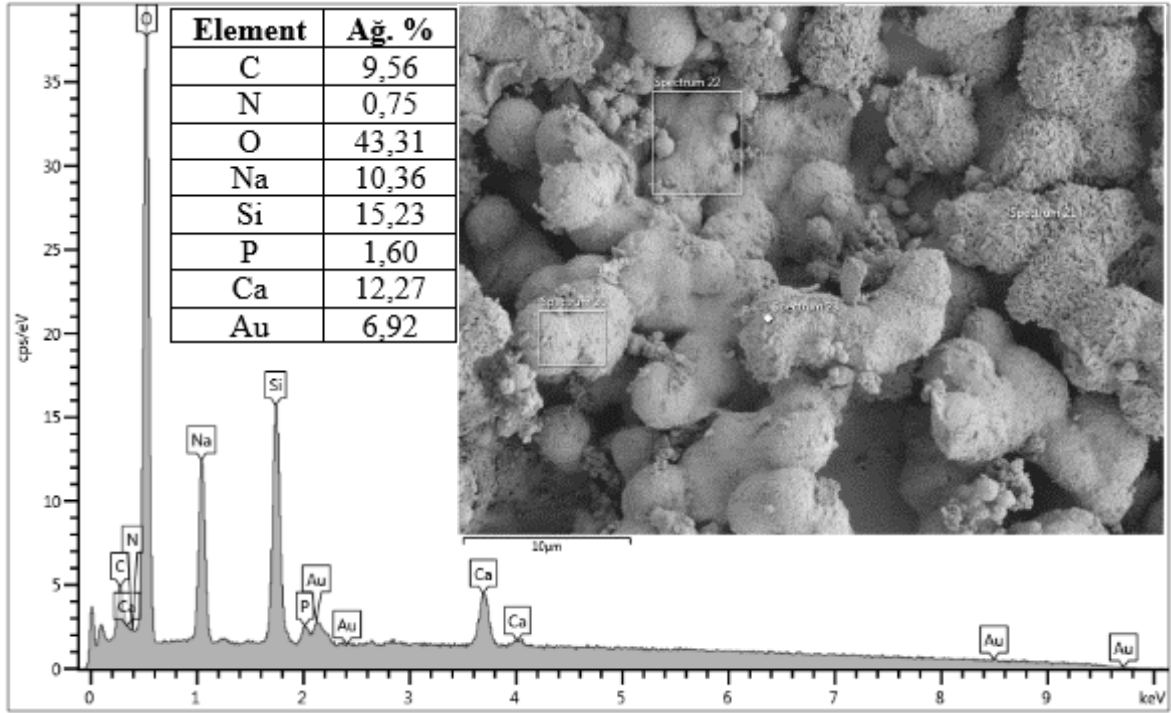 Element Ağ. %
C 9,56
N 0,75
O 43,31
Na 10,36
Si 15,23
P 1,60
Ca 12,27
Au 6,92
Spectrum 22
Spectrum 21
Spectrum
Spectrum
10µm
cps/eV
35
30
25
20
15
10
5
0
O
Na
Si
N
C
Ca
P
Au
Au
Ca
Ca
Au
Au
0 1 2 3 4 5 6 7 8 9 keV